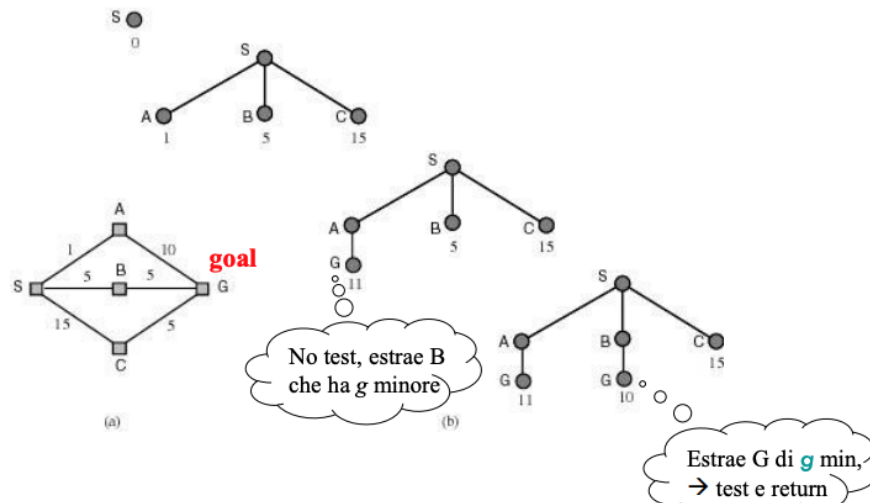 S
0
S
A
B
C
1
5
15
S
A
B
C
5
15
G
11
A
1
10
goal
S
5
B
5
G
15
5
C
(a)
No test, estrae B
che ha g minore
(b)
S
A
B
C
15
G
G
11
10
Estrae G di g min,
→ test e return